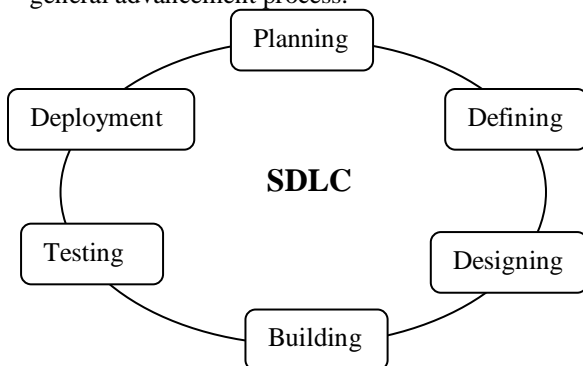 general advancement process.
Planning
Deployment
Defining
SDLC
Testing
Designing
Building